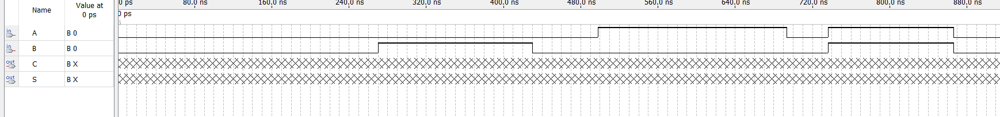 Name Value at 0 ps
0 ps 80.0 ns 160.0 ns 240.0 ns 320.0 ns 400.0 ns 480.0 ns 560.0 ns 640.0 ns 720.0 ns 800.0 ns 880.0 ns
0 ps
in A B 0
in B B 0
out C B X
out S B X